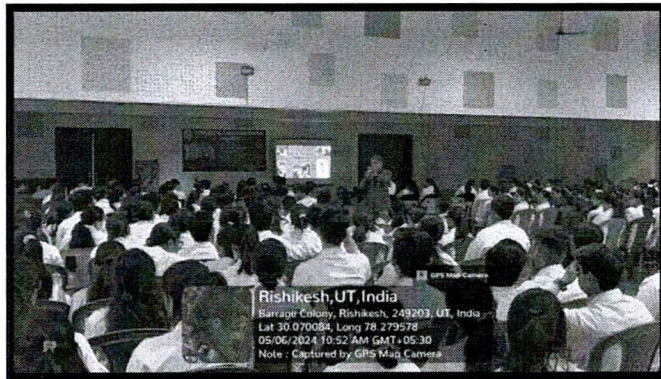 GPS Map Camera
Rishikesh,UT,India
Barrage Colony, Rishikesh, 249203, UT, India
Lat 30.070084, Long 78.279578
05/06/2024 10:52 AM GMT+05:30
Note : Captured by GPS Map Camera